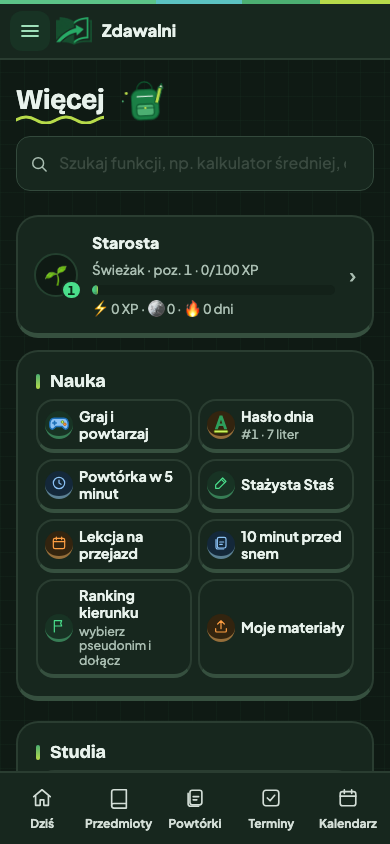 Zdawalni
Więcej
Szukaj funkcji, np. kalkulator średniej,
Starosta
Świeżak · poz. 1 · 0/100 XP
1
⚡ 0 XP · 🌕 0 · 🔥 0 dni
Nauka
Graj i
powtarzaj
Hasło dnia
#1 · 7 liter
Powtórka w 5
minut
Stażysta Staś
Lekcja na
przejazd
10 minut przed
snem
Ranking
kierunku
wybierz
pseudonim i
dołącz
Moje materiały
Studia
Dziś
Przedmioty
Powtórki
Terminy
Kalendarz